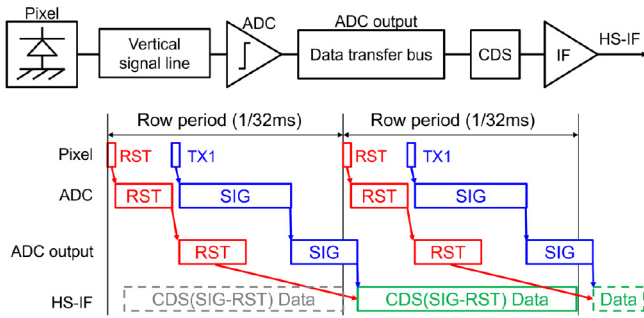 Pixel
Vertical
signal line
ADC
ADC output
Data transfer bus
CDS
IF
HS-IF
Row period (1/32ms)
Row period (1/32ms)
Pixel
RST
TX1
RST
TX1
ADC
RST
SIG
RST
SIG
ADC output
RST
SIG
RST
SIG
HS-IF
CDS(SIG-RST) Data
CDS(SIG-RST) Data
Data